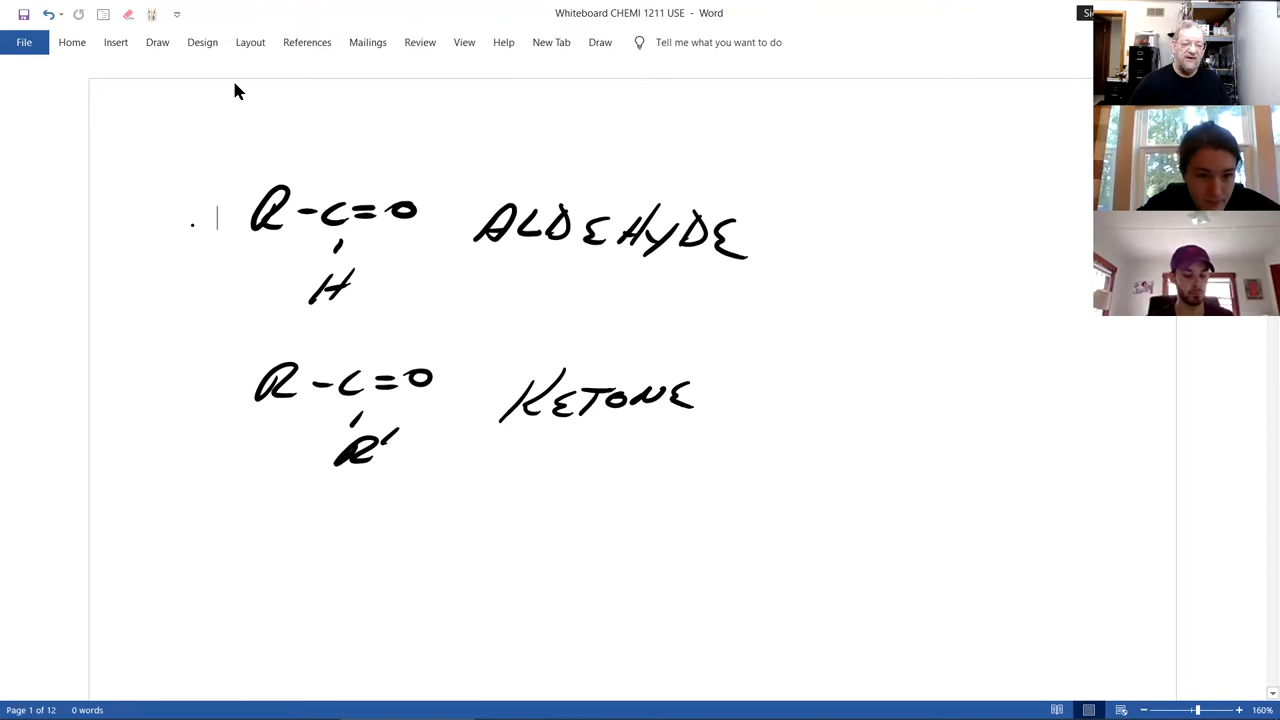 Whiteboard CHEMI 1211 USE - Word
File Home Insert Draw Design Layout References Mailings Review View Help New Tab Draw Tell me what you want to do
R-C=O ALDEHYDE
H
R-C=O KETONE
R'
Page 1 of 12 0 words 160%